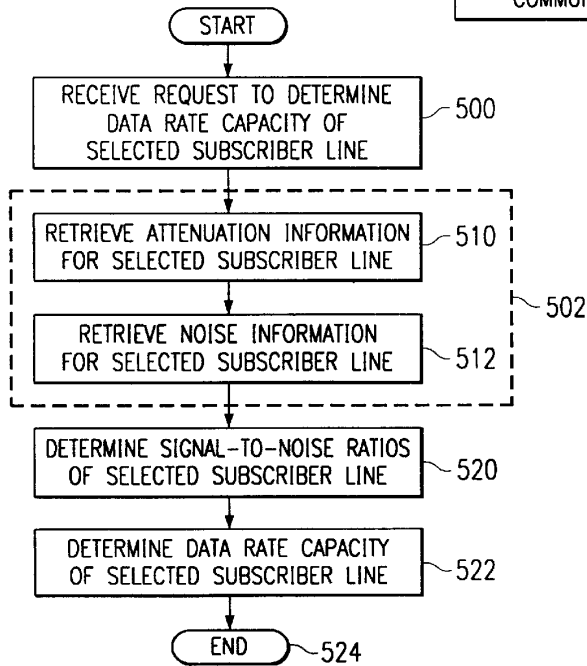 START
RECEIVE REQUEST TO DETERMINE
DATA RATE CAPACITY OF
SELECTED SUBSCRIBER LINE
500
RETRIEVE ATTENUATION INFORMATION
FOR SELECTED SUBSCRIBER LINE
510
502
RETRIEVE NOISE INFORMATION
FOR SELECTED SUBSCRIBER LINE
512
DETERMINE SIGNAL-TO-NOISE RATIOS
OF SELECTED SUBSCRIBER LINE
520
DETERMINE DATA RATE CAPACITY
OF SELECTED SUBSCRIBER LINE
522
END
524